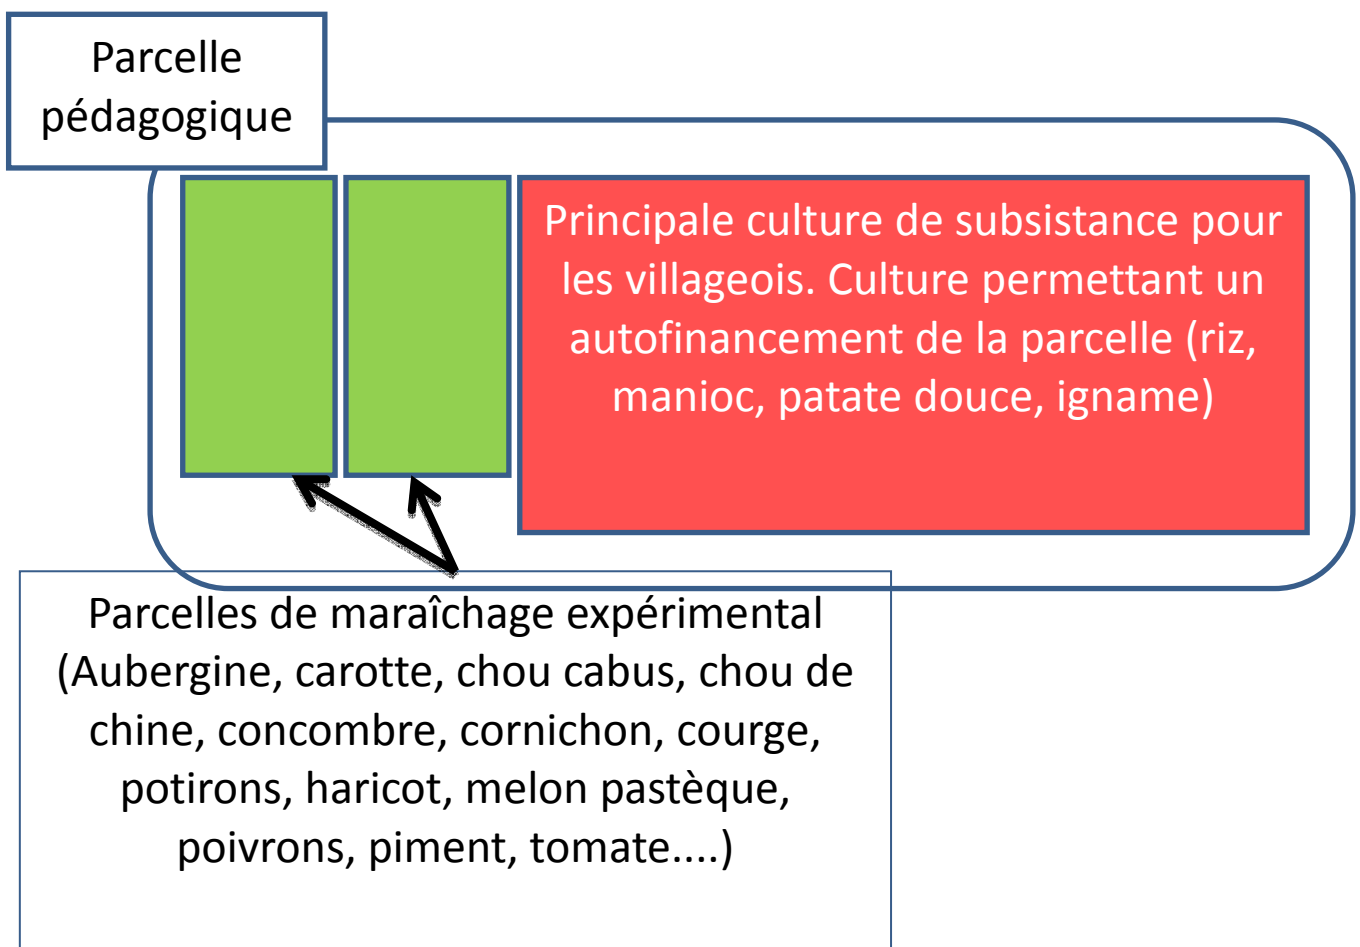 Parcelle
pédagogique
Principale culture de subsistance pour
les villageois. Culture permettant un
autofinancement de la parcelle (riz,
manioc, patate douce, igname)
Parcelles de maraîchage expérimental
(Aubergine, carotte, chou cabus, chou de
chine, concombre, cornichon, courge,
potirons, haricot, melon pastèque,
poivrons, piment, tomate....)